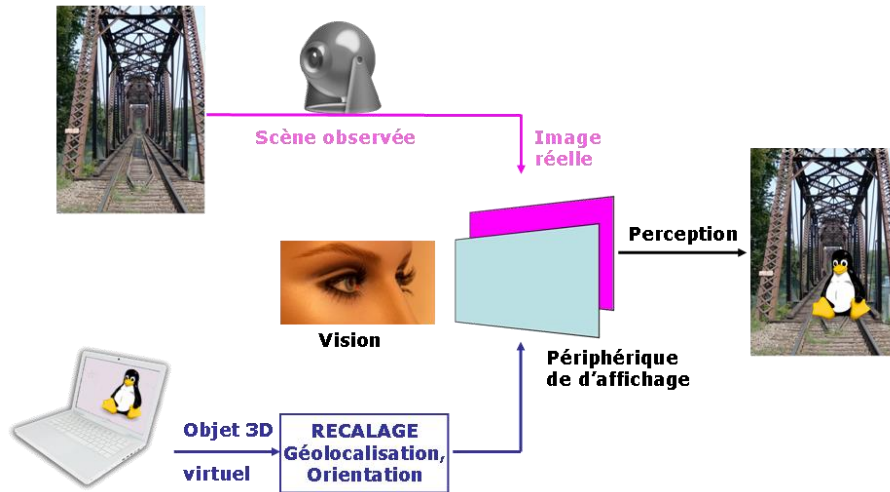 Scène observée
Image
réelle
Perception
Vision
Périphérique
de d'affichage
Objet 3D
virtuel
RECALAGE
Géolocalisation,
Orientation